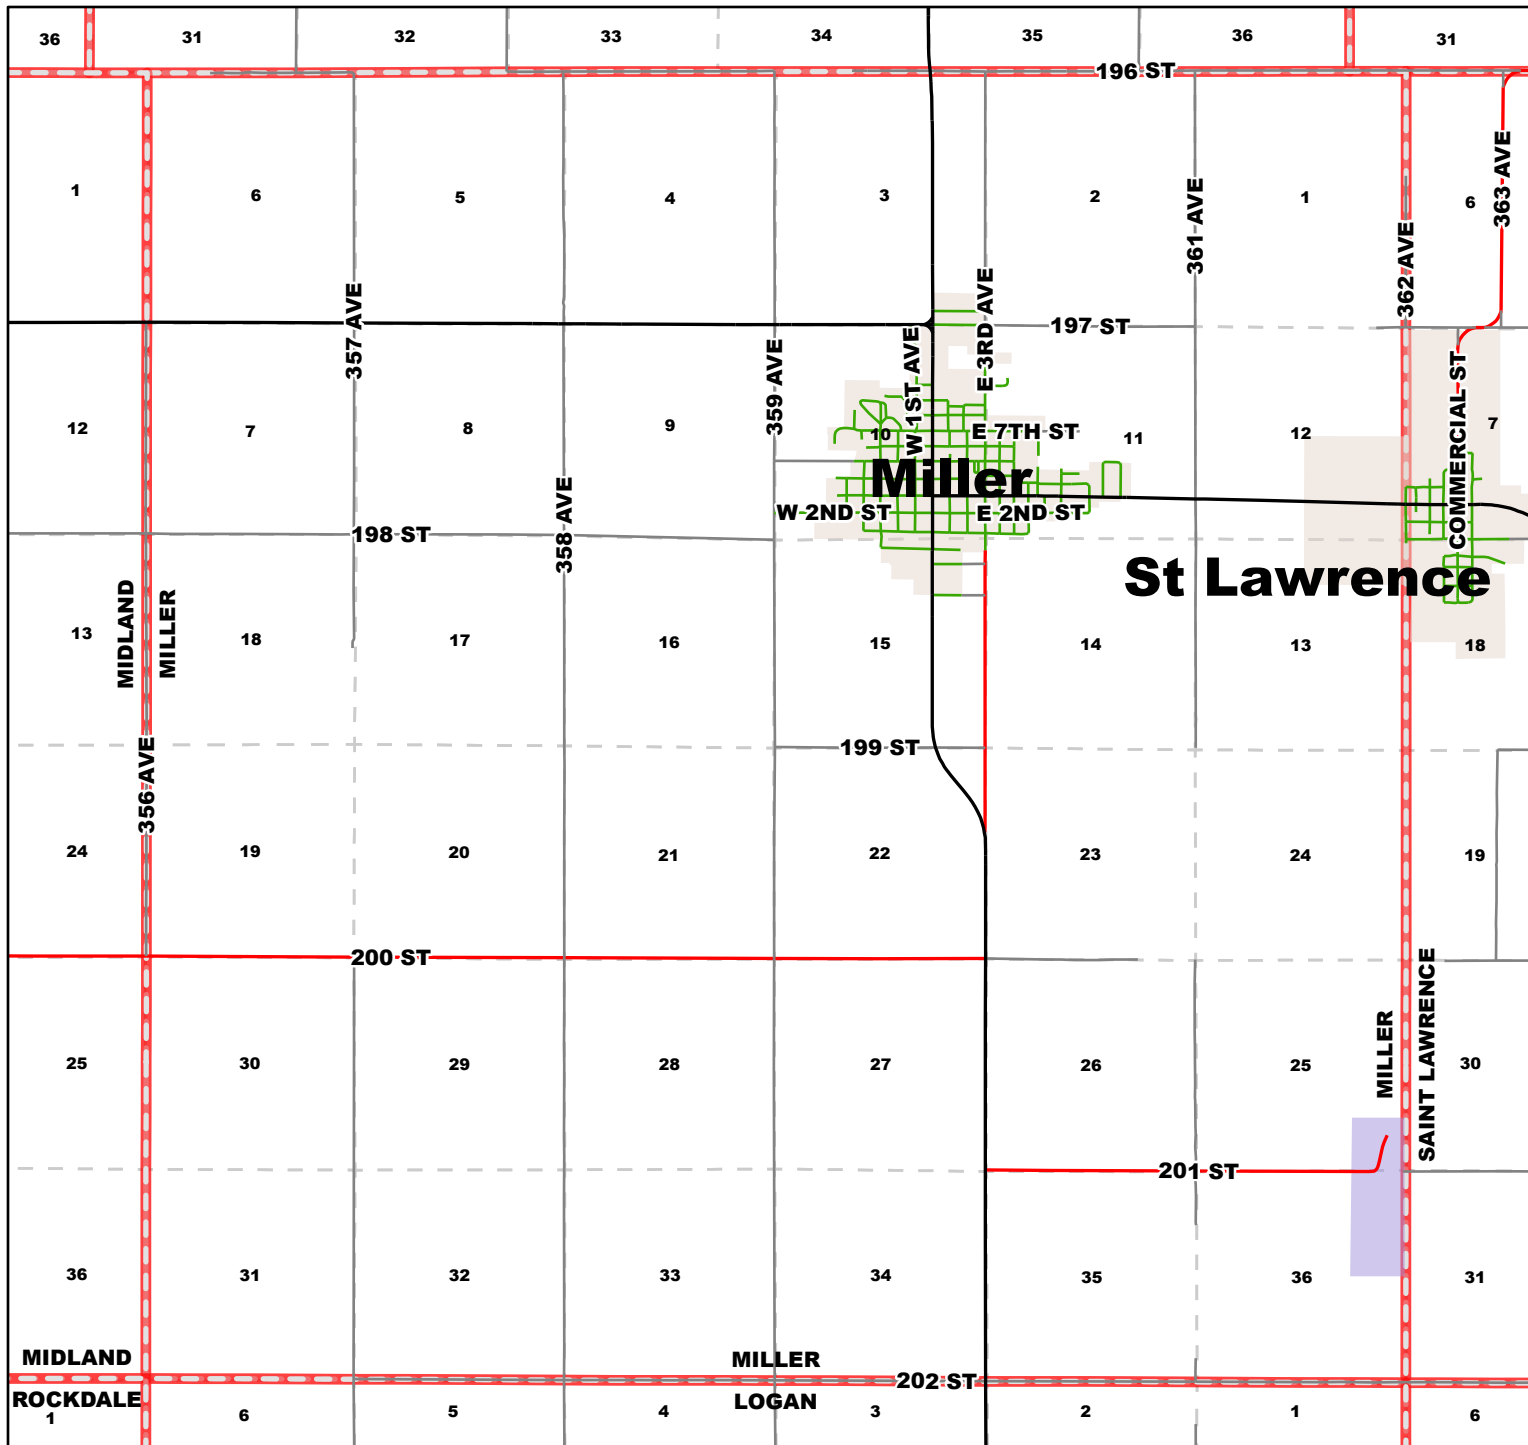 36 31 32 33 34 35 36 31
196 ST
1 6 5 4 3 2 1 6
363 AVE
361 AVE
362 AVE
357 AVE
E 3RD AVE
197 ST
359 AVE
W 1ST AVE
COMMERCIAL ST
12 7 8 9 10 E 7TH ST 11 12 7
Miller
358 AVE
W 2ND ST E 2ND ST
198 ST
St Lawrence
MIDLAND
MILLER
13 18 17 16 15 14 13 18
199 ST
356 AVE
24 19 20 21 22 23 24 19
200 ST
SAINT LAWRENCE
MILLER
25 30 29 28 27 26 25 30
201 ST
36 31 32 33 34 35 36 31
MIDLAND MILLER
202 ST
ROCKDALE LOGAN
1 6 5 4 3 2 1 6